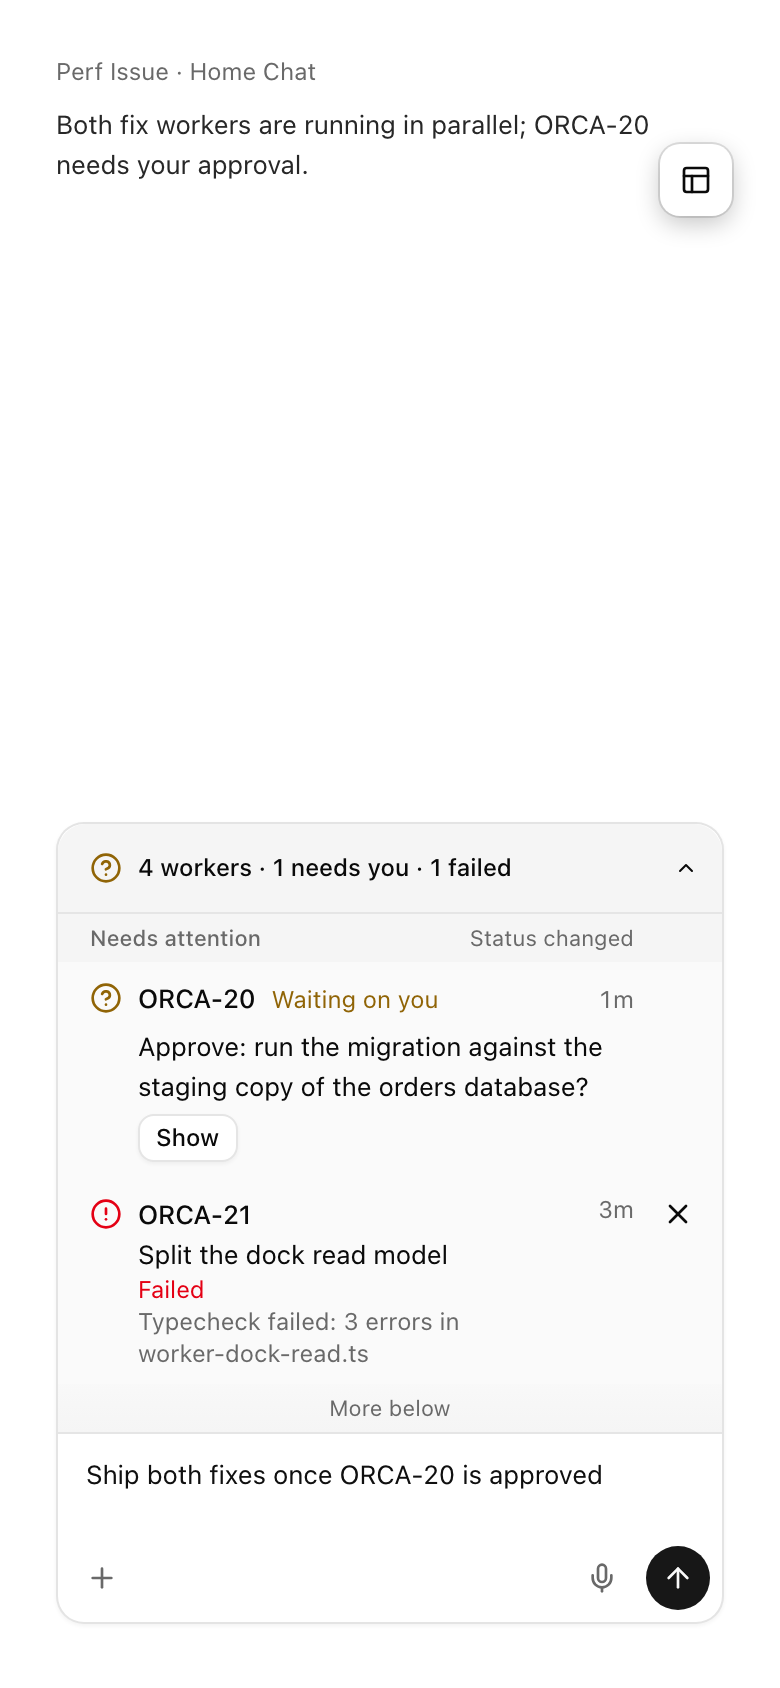 Perf Issue · Home Chat
Both fix workers are running in parallel; ORCA-20
needs your approval.
4 workers · 1 needs you · 1 failed
Needs attention Status changed
ORCA-20 Waiting on you 1m
Approve: run the migration against the
staging copy of the orders database?
Show
ORCA-21 3m
Split the dock read model
Failed
Typecheck failed: 3 errors in
worker-dock-read.ts
More below
Ship both fixes once ORCA-20 is approved